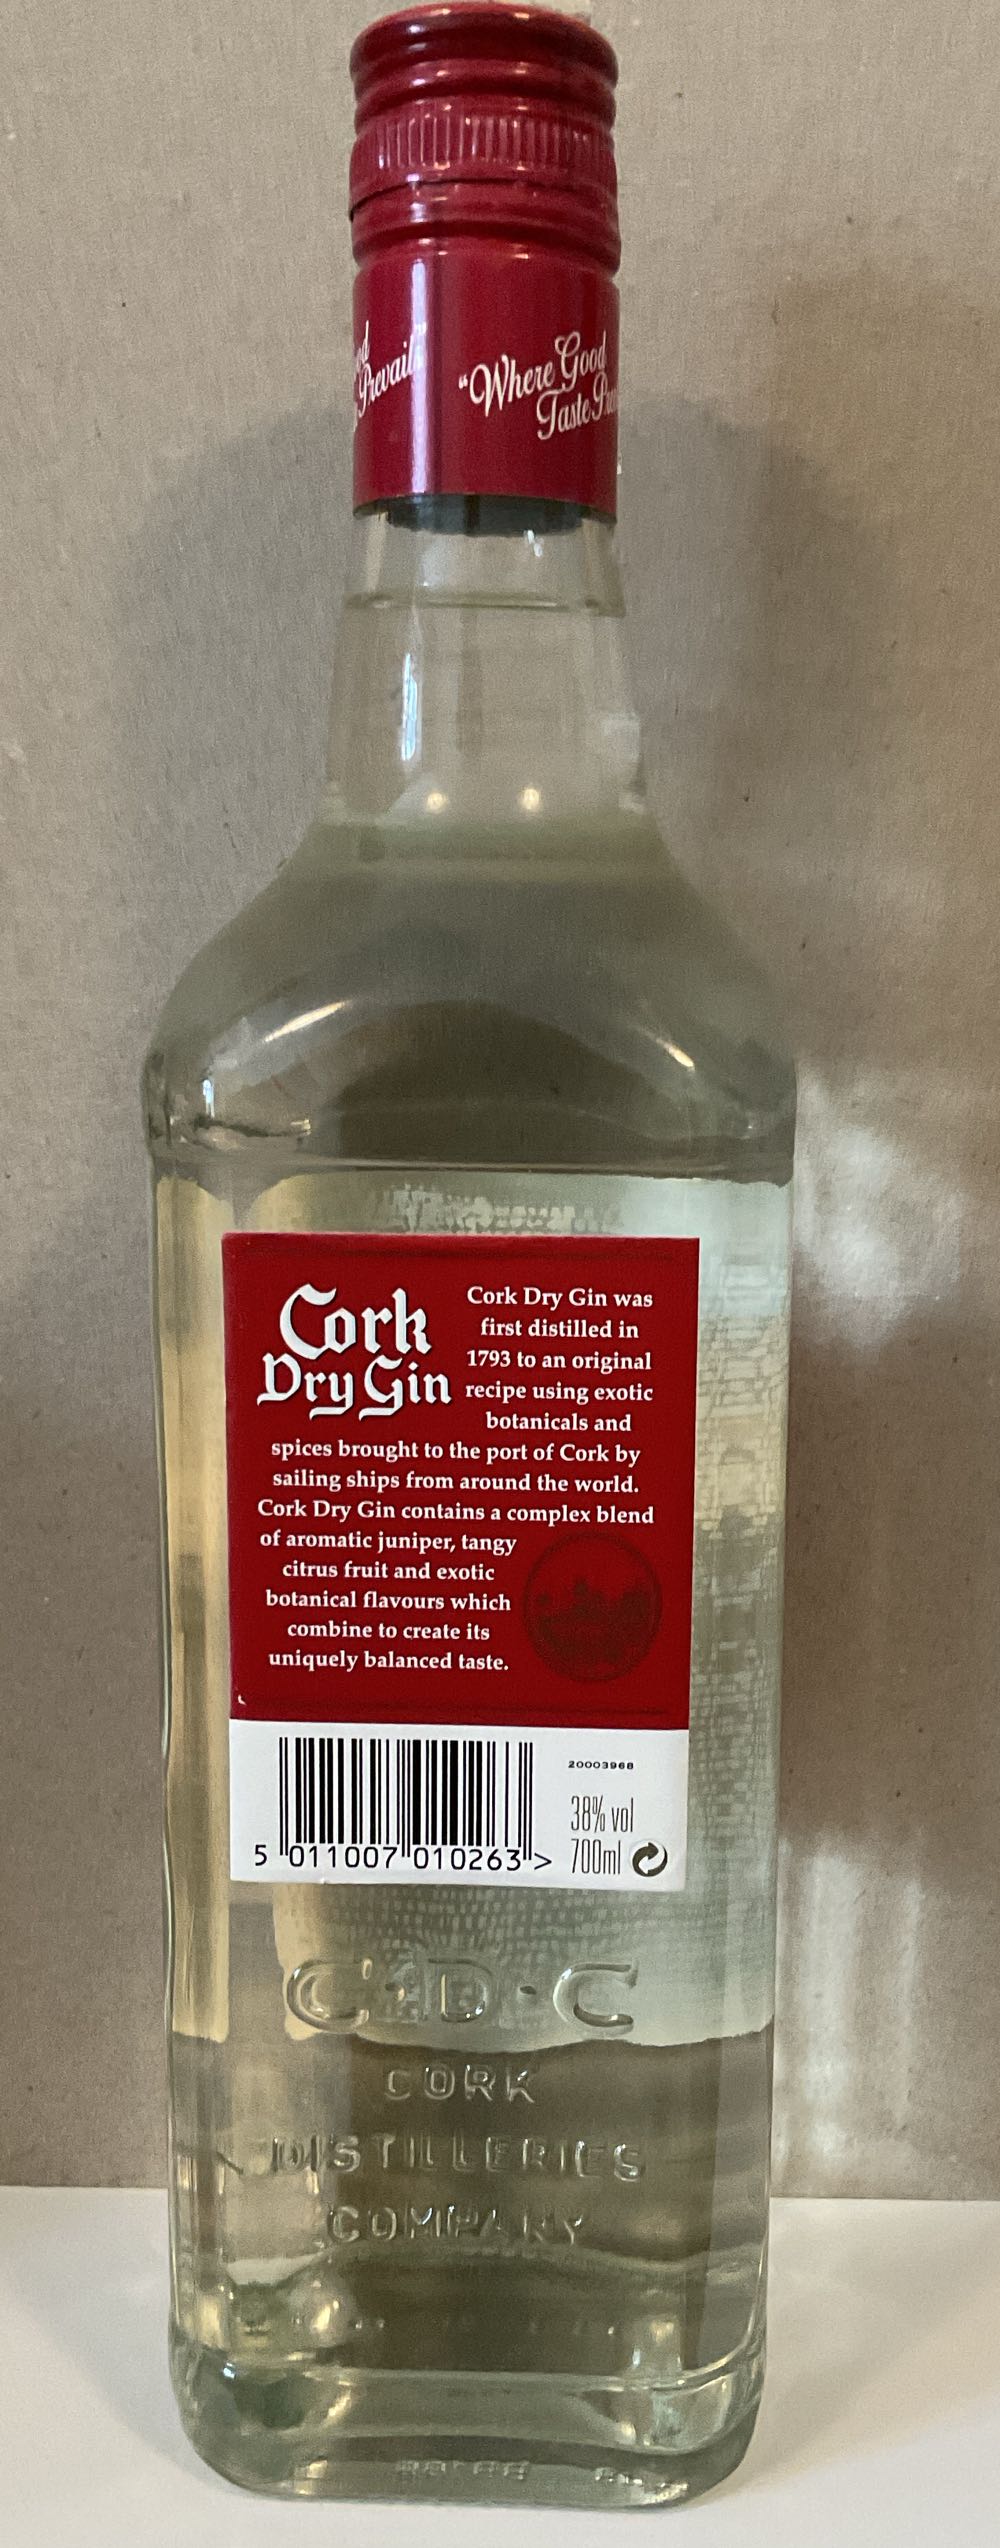 Prevails"
"Where Good
Taste
Cork
Dry Gin
Cork Dry Gin was
first distilled in
1793 to an original
recipe using exotic
botanicals and
spices brought to the port of Cork by
sailing ships from around the world.
Cork Dry Gin contains a complex blend
of aromatic juniper, tangy
citrus fruit and exotic
botanical flavours which
combine to create its
uniquely balanced taste.
20003968
38% vol
700ml
5 011007 010263 >
C·D·C
CORK
DISTILLERIES
COMPANY